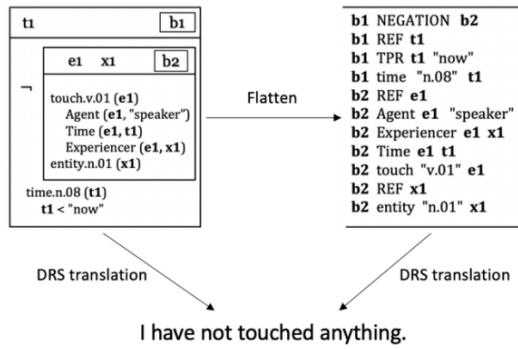 t1 b1
e1 x1 b2
¬
touch.v.01 (e1)
Agent (e1, "speaker")
Time (e1, t1)
Experiencer (e1, x1)
entity.n.01 (x1)
time.n.08 (t1)
t1 < "now"
Flatten
b1 NEGATION b2
b1 REF t1
b1 TPR t1 "now"
b1 time "n.08" t1
b2 REF e1
b2 Agent e1 "speaker"
b2 Experiencer e1 x1
b2 Time e1 t1
b2 touch "v.01" e1
b2 REF x1
b2 entity "n.01" x1
DRS translation
DRS translation
I have not touched anything.